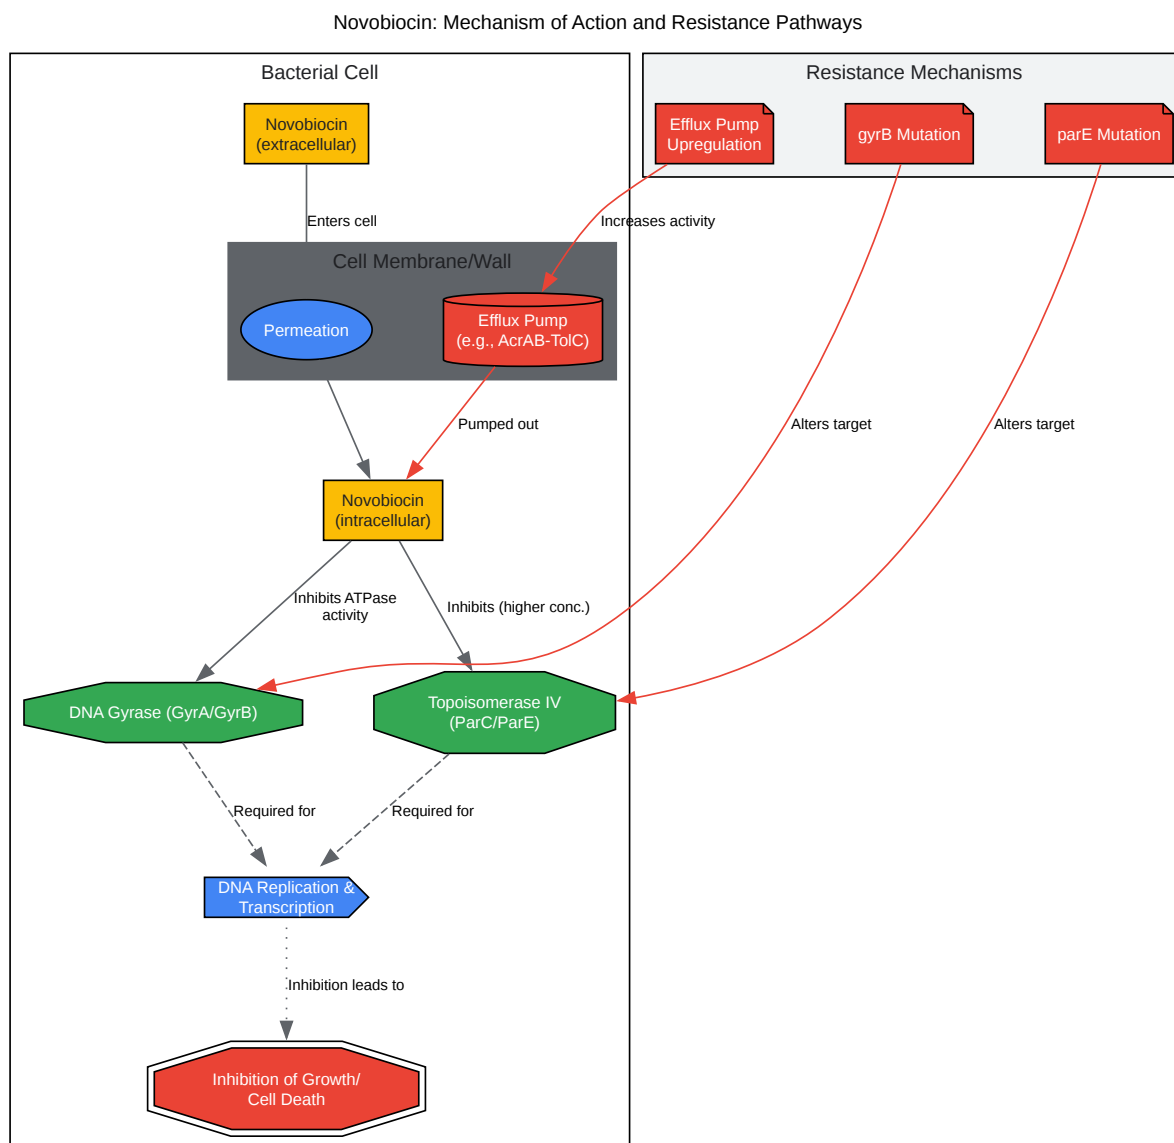 Novobiocin: Mechanism of Action and Resistance Pathways
Bacterial Cell
Resistance Mechanisms
Novobiocin
(extracellular)
Efflux Pump
Upregulation
gyrB Mutation
parE Mutation
Enters cell
Increases activity
Cell Membrane/Wall
Permeation
Efflux Pump
(e.g., AcrAB-TolC)
Pumped out
Alters target
Alters target
Novobiocin
(intracellular)
Inhibits ATPase
activity
Inhibits (higher conc.)
DNA Gyrase (GyrA/GyrB)
Topoisomerase IV
(ParC/ParE)
Required for
Required for
DNA Replication &
Transcription
Inhibition leads to
Inhibition of Growth/
Cell Death